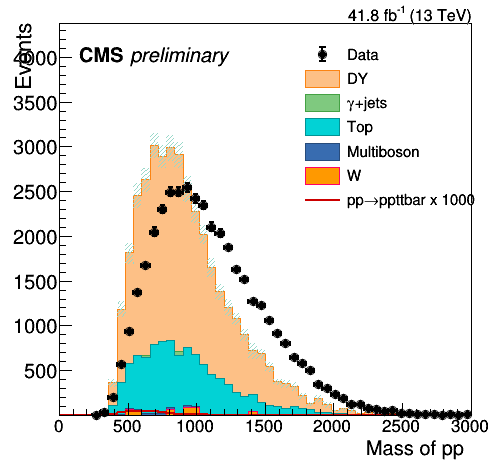 41.8 fb⁻¹ (13 TeV)
Events
CMS preliminary
Data
DY
γ+jets
Top
Multiboson
W
pp→ppttbar x 1000
4000
3500
3000
2500
2000
1500
1000
500
0 500 1000 1500 2000 2500 3000
Mass of pp